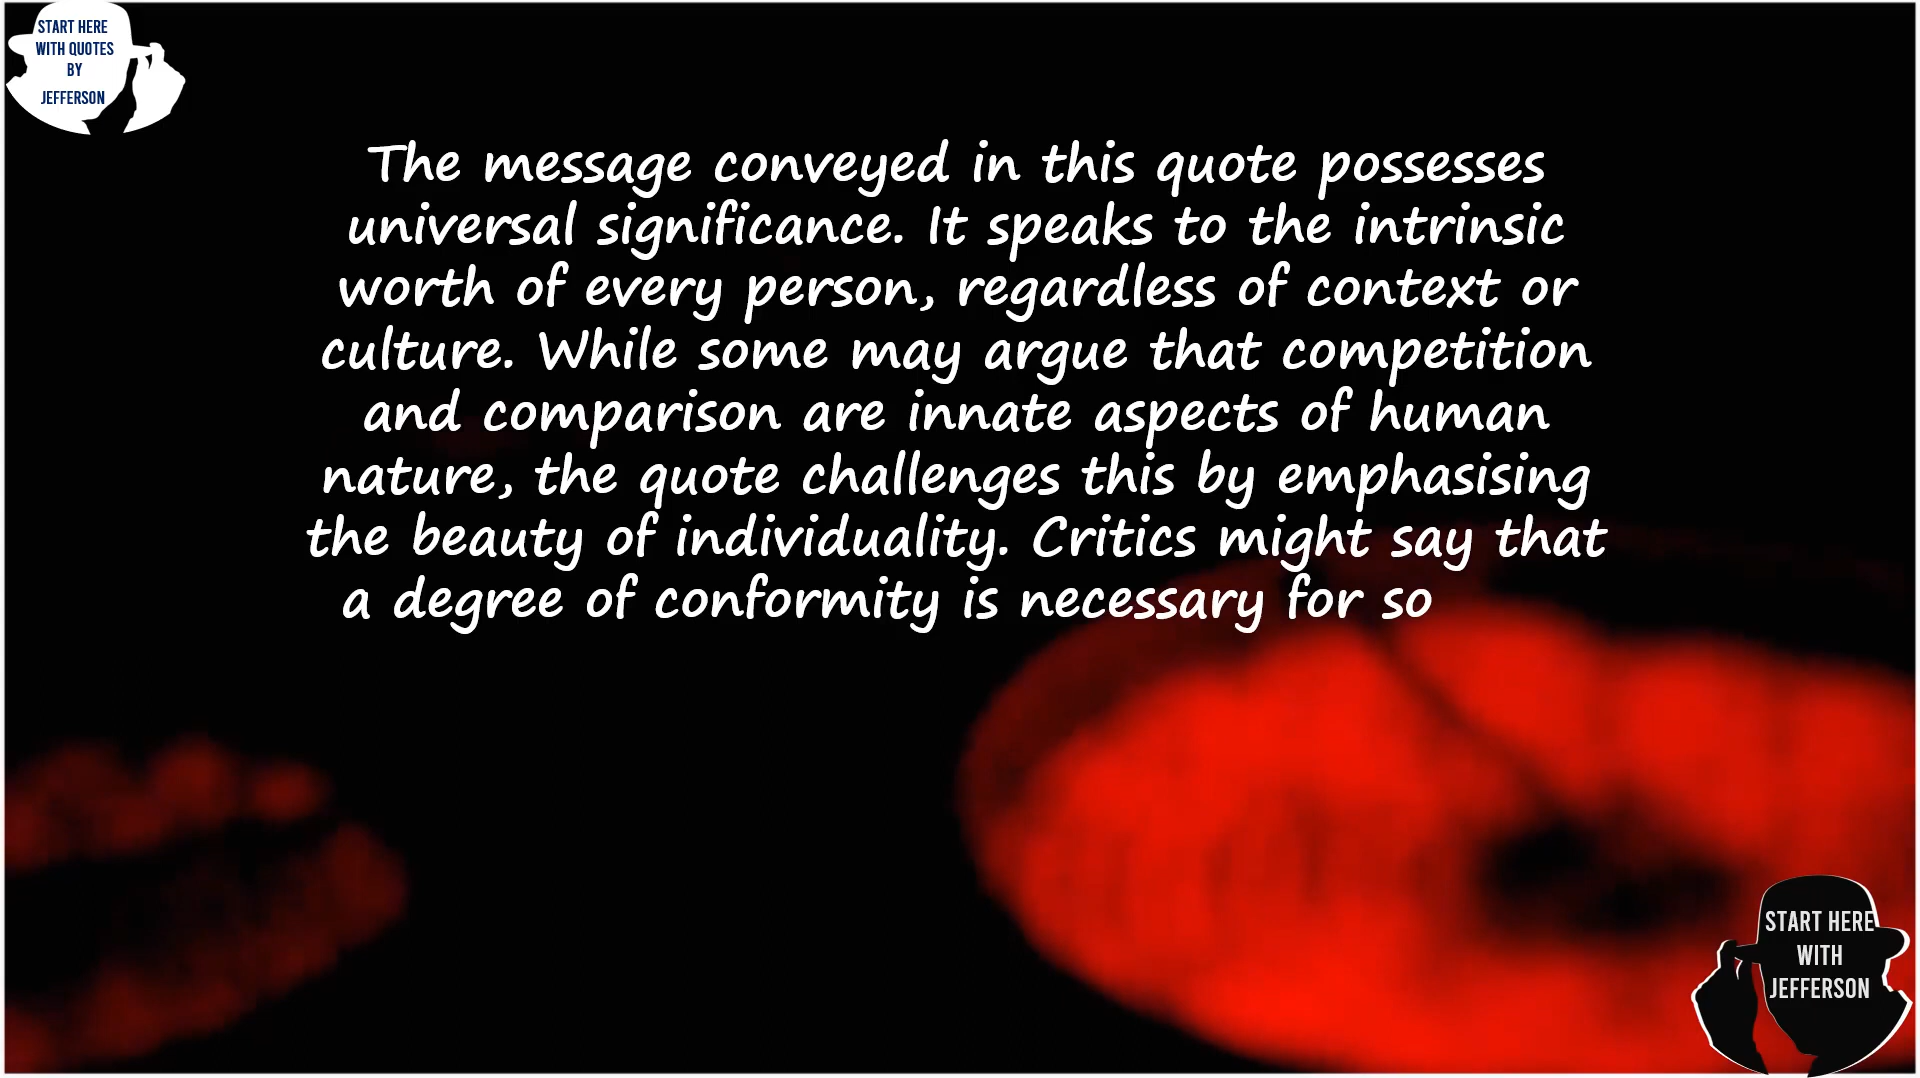 START HERE
WITH QUOTES
BY
JEFFERSON
The message conveyed in this quote possesses
universal significance. It speaks to the intrinsic
worth of every person, regardless of context or
culture. While some may argue that competition
and comparison are innate aspects of human
nature, the quote challenges this by emphasising
the beauty of individuality. Critics might say that
a degree of conformity is necessary for so
START HERE
WITH
JEFFERSON